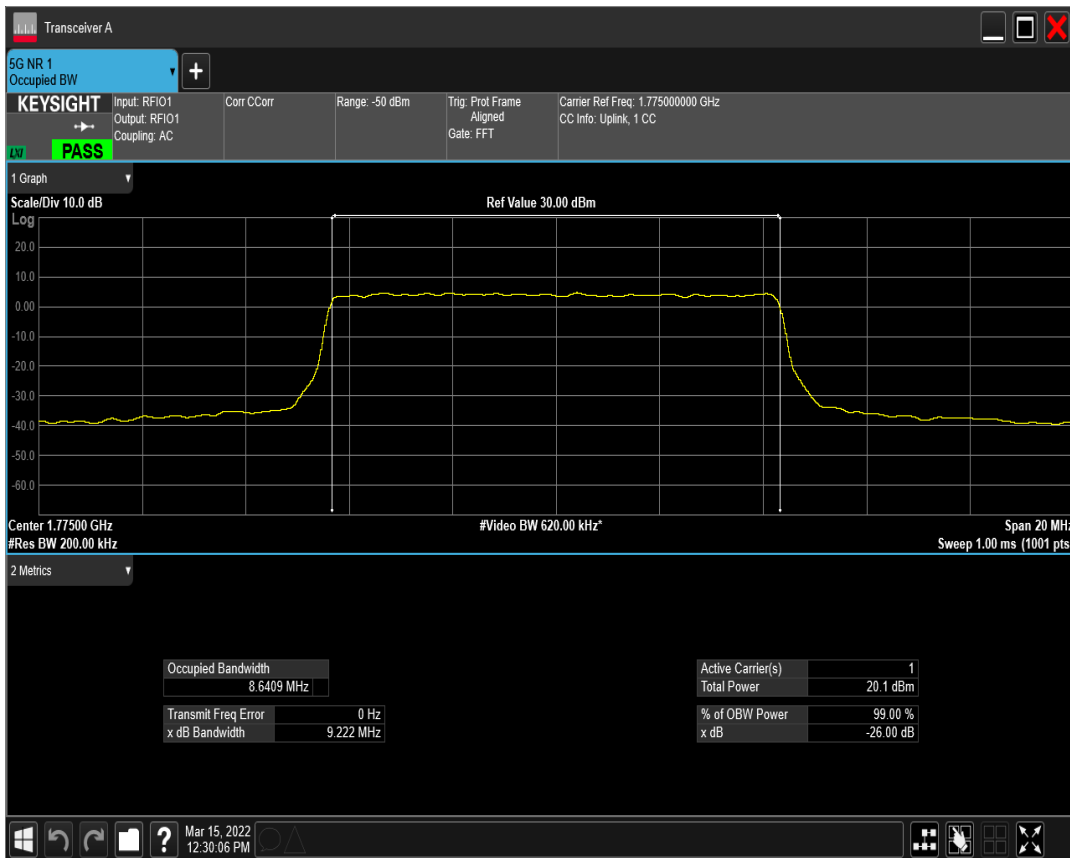 Transceiver A
5G NR 1
Occupied BW
+
KEYSIGHT
LXI
PASS
Input: RFIO1
Output: RFIO1
Coupling: AC
Corr CCorr
Range: -50 dBm
Trig: Prot Frame
Aligned
Gate: FFT
Carrier Ref Freq: 1.775000000 GHz
CC Info: Uplink, 1 CC
1 Graph
Scale/Div 10.0 dB
Ref Value 30.00 dBm
Log
20.0
10.0
0.00
-10.0
-20.0
-30.0
-40.0
-50.0
-60.0
Center 1.77500 GHz
#Video BW 620.00 kHz*
Span 20 MHz
#Res BW 200.00 kHz
Sweep 1.00 ms (1001 pts
2 Metrics
Occupied Bandwidth
8.6409 MHz
Transmit Freq Error 0 Hz
x dB Bandwidth 9.222 MHz
Active Carrier(s) 1
Total Power 20.1 dBm
% of OBW Power 99.00 %
x dB -26.00 dB
?
Mar 15, 2022
12:30:06 PM